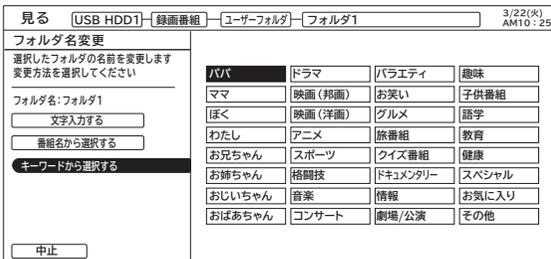 見る USB HDD1 録画番組 ユーザーフォルダ フォルダ1 3/22(火)
AM10：25
フォルダ名変更
選択したフォルダの名前を変更します
変更方法を選択してください
フォルダ名：フォルダ1
文字入力する
番組名から選択する
キーワードから選択する
中止
パパ ドラマ バラエティ 趣味
ママ 映画（邦画） お笑い 子供番組
ぼく 映画（洋画） グルメ 語学
わたし アニメ 旅番組 教育
お兄ちゃん スポーツ クイズ番組 健康
お姉ちゃん 格闘技 ドキュメンタリー スペシャル
おじいちゃん 音楽 情報 お気に入り
おばあちゃん コンサート 劇場/公演 その他